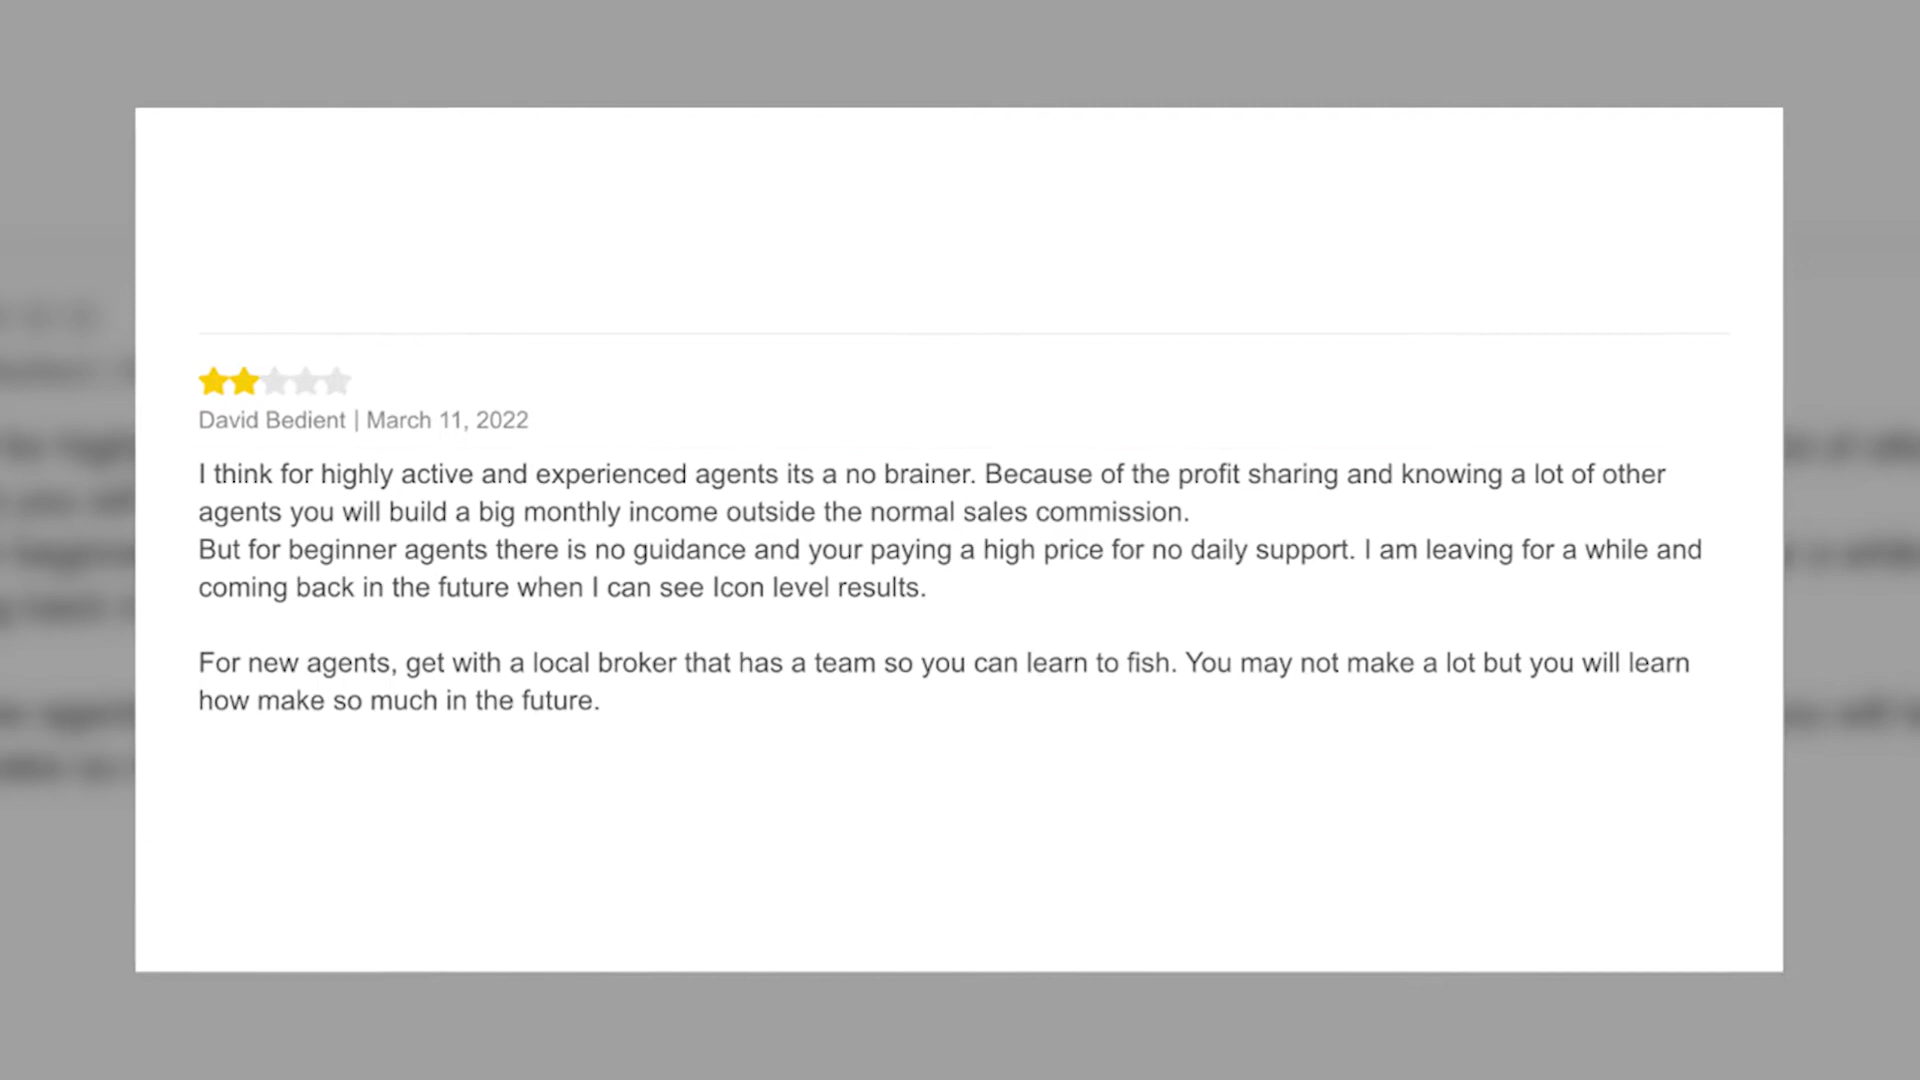 David Bedient | March 11, 2022
I think for highly active and experienced agents its a no brainer. Because of the profit sharing and knowing a lot of other
agents you will build a big monthly income outside the normal sales commission.
But for beginner agents there is no guidance and your paying a high price for no daily support. I am leaving for a while and
coming back in the future when I can see Icon level results.
For new agents, get with a local broker that has a team so you can learn to fish. You may not make a lot but you will learn
how make so much in the future.